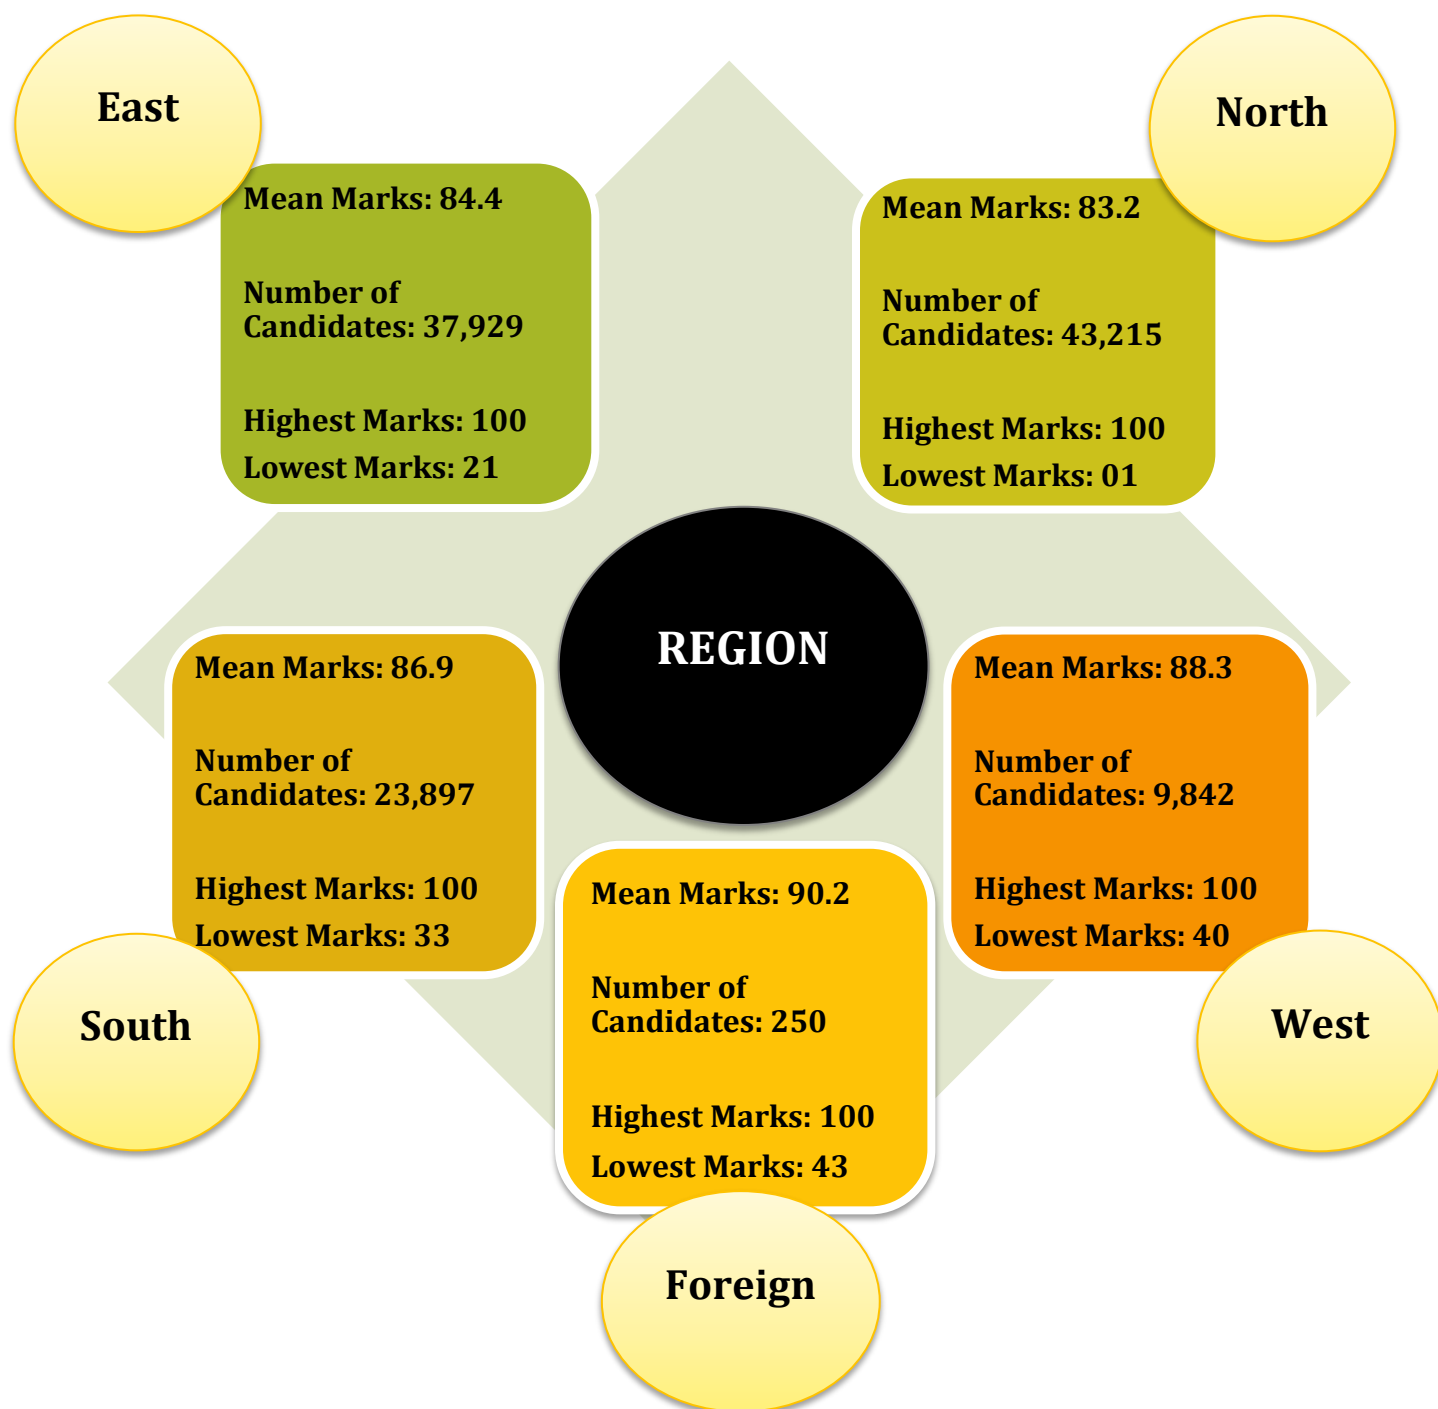 East
Mean Marks: 84.4
Number of
Candidates: 37,929
Highest Marks: 100
Lowest Marks: 21
North
Mean Marks: 83.2
Number of
Candidates: 43,215
Highest Marks: 100
Lowest Marks: 01
REGION
Mean Marks: 86.9
Number of
Candidates: 23,897
Highest Marks: 100
Lowest Marks: 33
South
Mean Marks: 88.3
Number of
Candidates: 9,842
Highest Marks: 100
Lowest Marks: 40
West
Mean Marks: 90.2
Number of
Candidates: 250
Highest Marks: 100
Lowest Marks: 43
Foreign